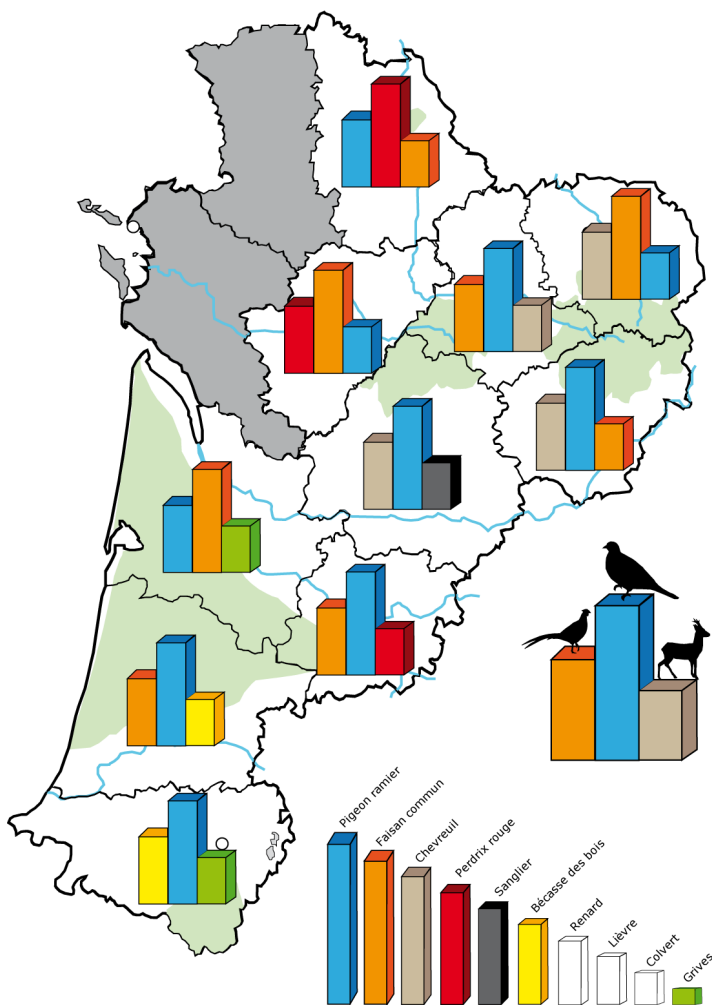 Pigeon ramier
Faisan commun
Chevreuil
Perdrix rouge
Sanglier
Bécasse des bois
Renard
Lièvre
Colvert
Grives